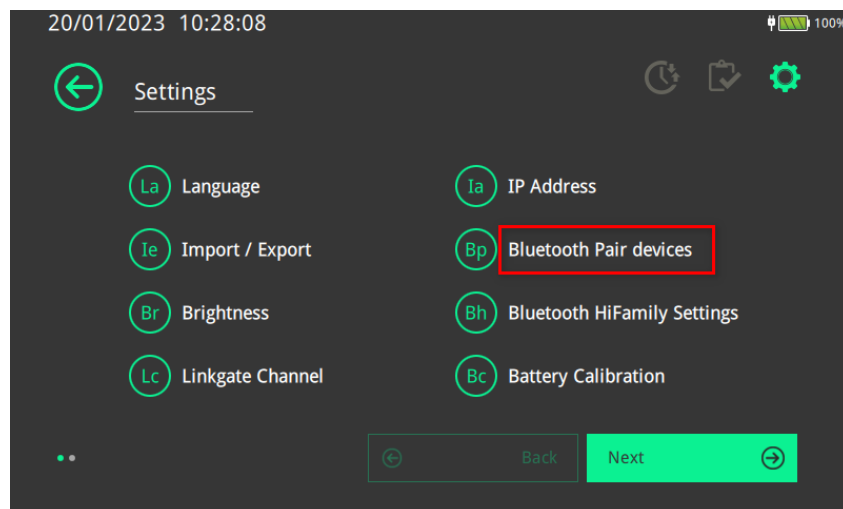 20/01/2023 10:28:08
100%
Settings
La Language
Ia IP Address
Ie Import / Export
Bp Bluetooth Pair devices
Br Brightness
Bh Bluetooth HiFamily Settings
Lc Linkgate Channel
Bc Battery Calibration
Back
Next